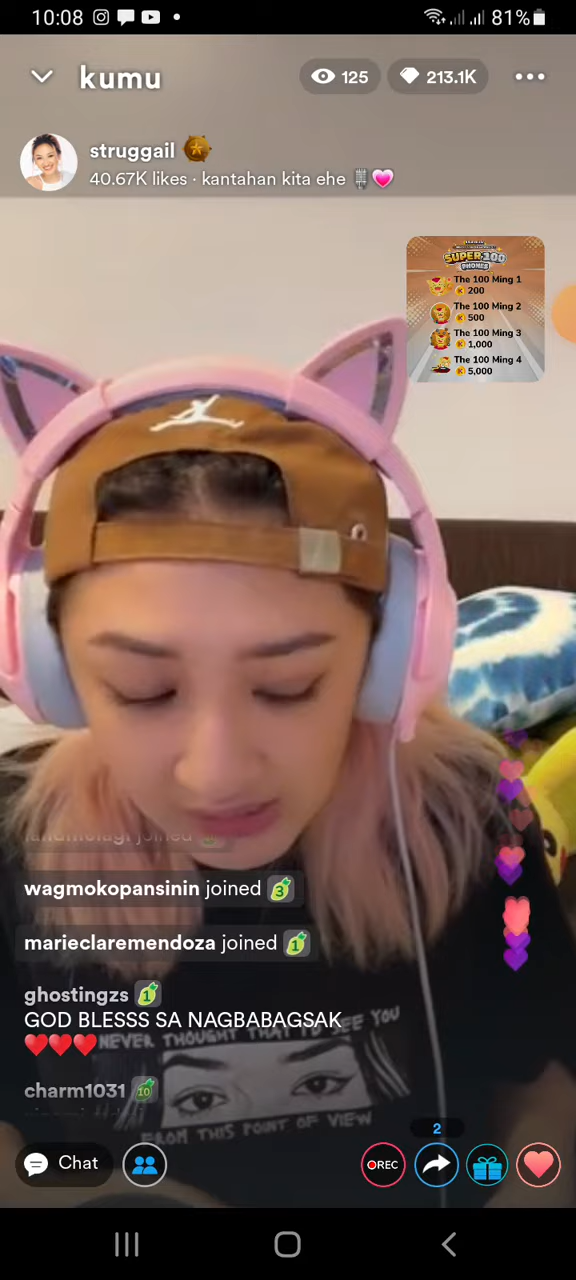 10:08
81%
kumu
125
213.1K
struggail
40.67K likes · kantahan kita ehe
SUPER 100
PHONES
The 100 Ming 1
200
The 100 Ming 2
500
The 100 Ming 3
1,000
The 100 Ming 4
5,000
joined
wagmokopansinin joined 3
marieclaremendoza joined 1
ghostingzs 1
GOD BLESSS SA NAGBABAGSAK
NEVER THOUGHT THAT I'D SEE YOU
FROM THIS POINT OF VIEW
charm1031 10
2
Chat
REC